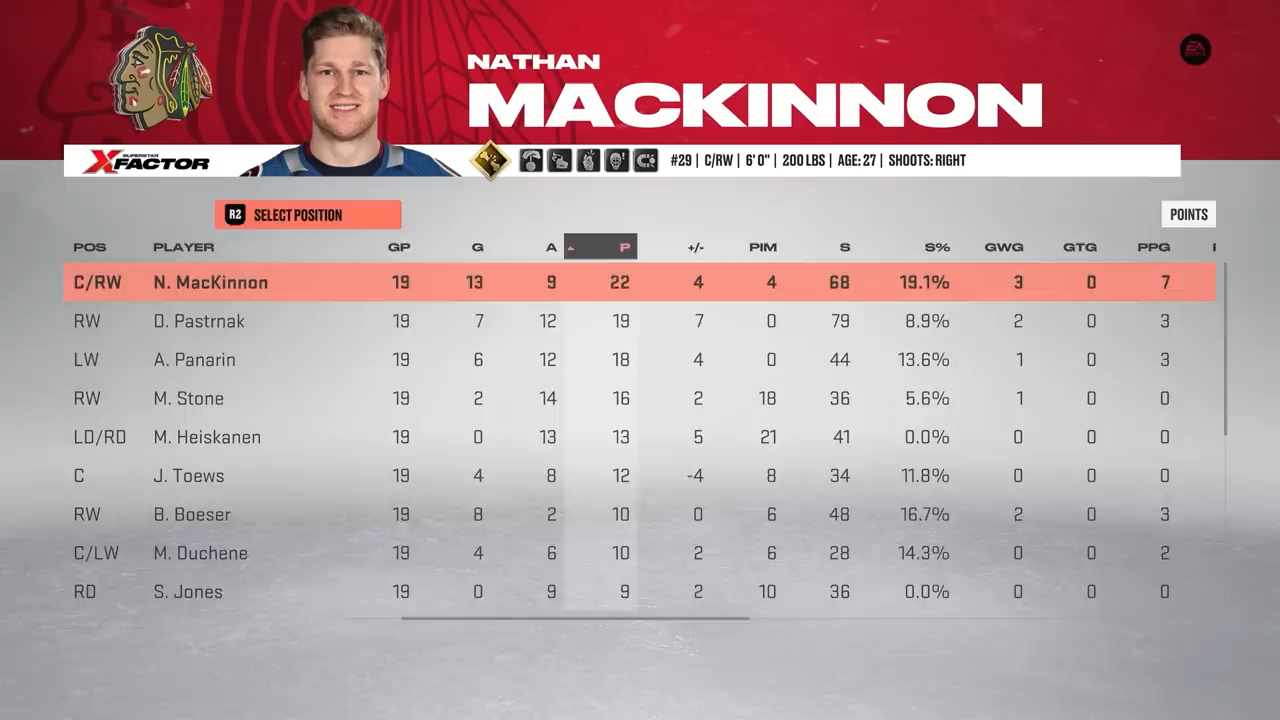 NATHAN
MACKINNON
EA
SPORTS
SUPERSTAR
X FACTOR
#29 | C/RW | 6' 0" | 200 LBS | AGE: 27 | SHOOTS: RIGHT
R2 SELECT POSITION
POINTS
POS PLAYER GP G A P +/- PIM S S% GWG GTG PPG
C/RW N. MacKinnon 19 13 9 22 4 4 68 19.1% 3 0 7
RW D. Pastrnak 19 7 12 19 7 0 79 8.9% 2 0 3
LW A. Panarin 19 6 12 18 4 0 44 13.6% 1 0 3
RW M. Stone 19 2 14 16 2 18 36 5.6% 1 0 0
LD/RD M. Heiskanen 19 0 13 13 5 21 41 0.0% 0 0 0
C J. Toews 19 4 8 12 -4 8 34 11.8% 0 0 0
RW B. Boeser 19 8 2 10 0 6 48 16.7% 2 0 3
C/LW M. Duchene 19 4 6 10 2 6 28 14.3% 0 0 2
RD S. Jones 19 0 9 9 2 10 36 0.0% 0 0 0